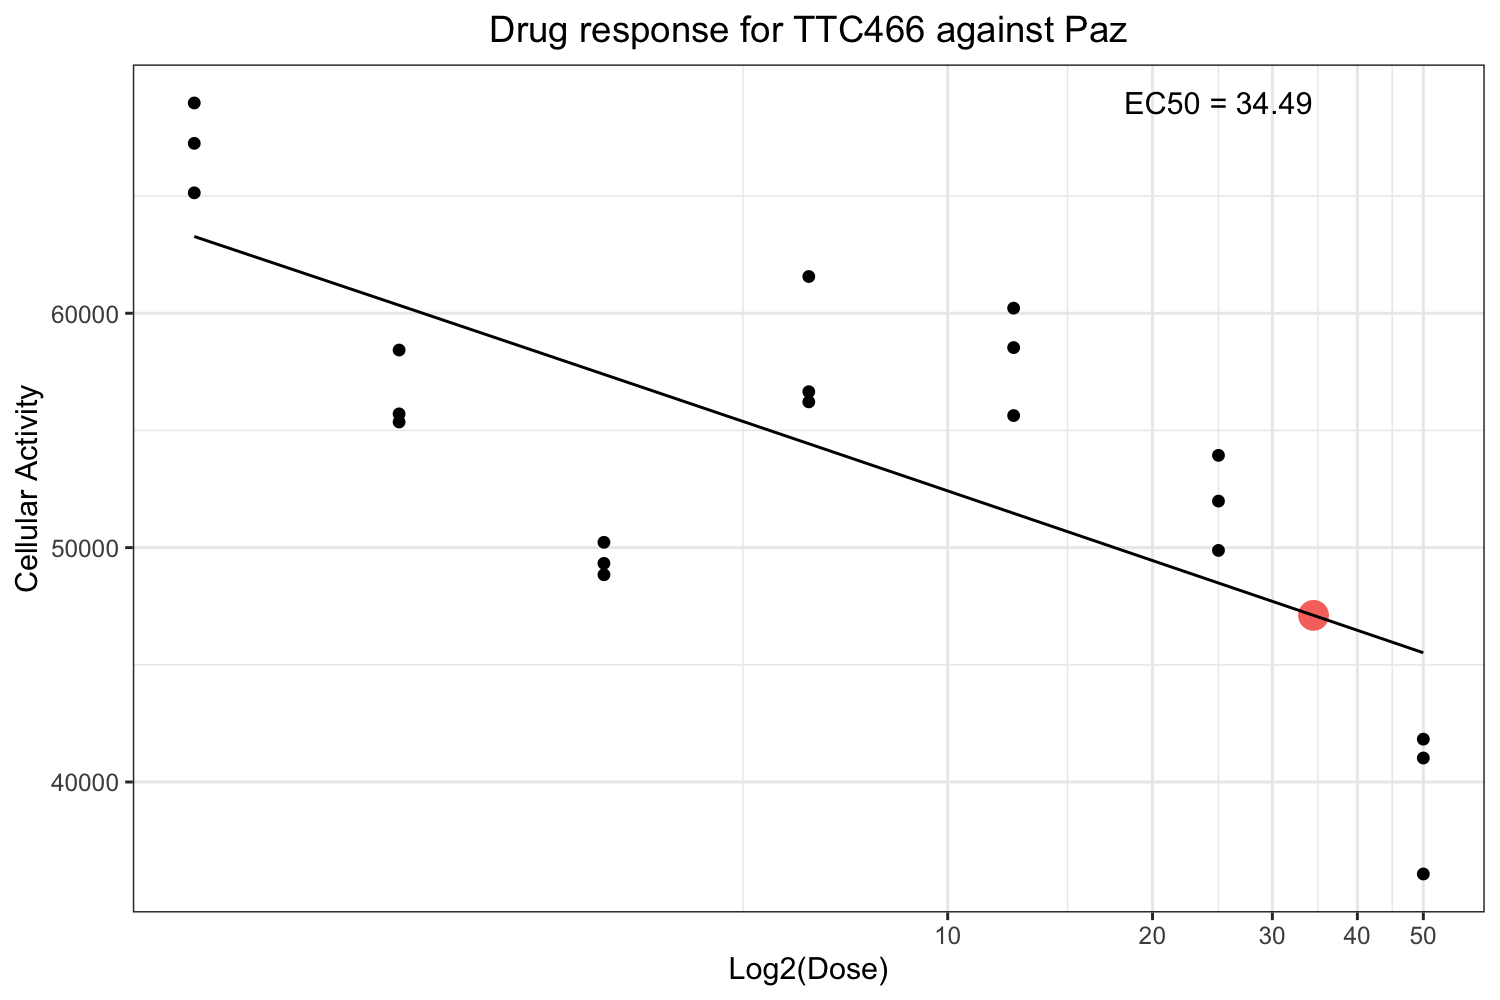 Drug response for TTC466 against Paz
EC50 = 34.49
Cellular Activity
60000
50000
40000
10 20 30 40 50
Log2(Dose)